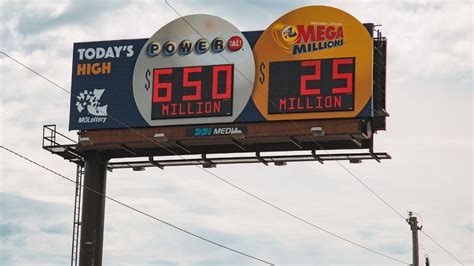 TODAY'S
HIGH
MOLottery
POWERBALL
$650
MILLION
MEGA
MILLIONS
$25
MILLION
DDI MEDIA